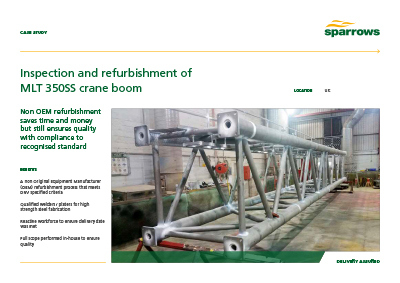 CASE STUDY
sparrows
Inspection and refurbishment of
MLT 350SS crane boom
LOCATION
UK
Non OEM refurbishment
saves time and money
but still ensures quality
with compliance to
recognised standard
BENEFITS
A non Original Equipment Manufacturer
(OEM) refurbishment process that meets
OEM specified criteria
Qualified welders / platers for high
strength steel fabrication
Reactive workforce to ensure delivery date
was met
Full scope performed in-house to ensure
quality
DELIVERY ASSURED